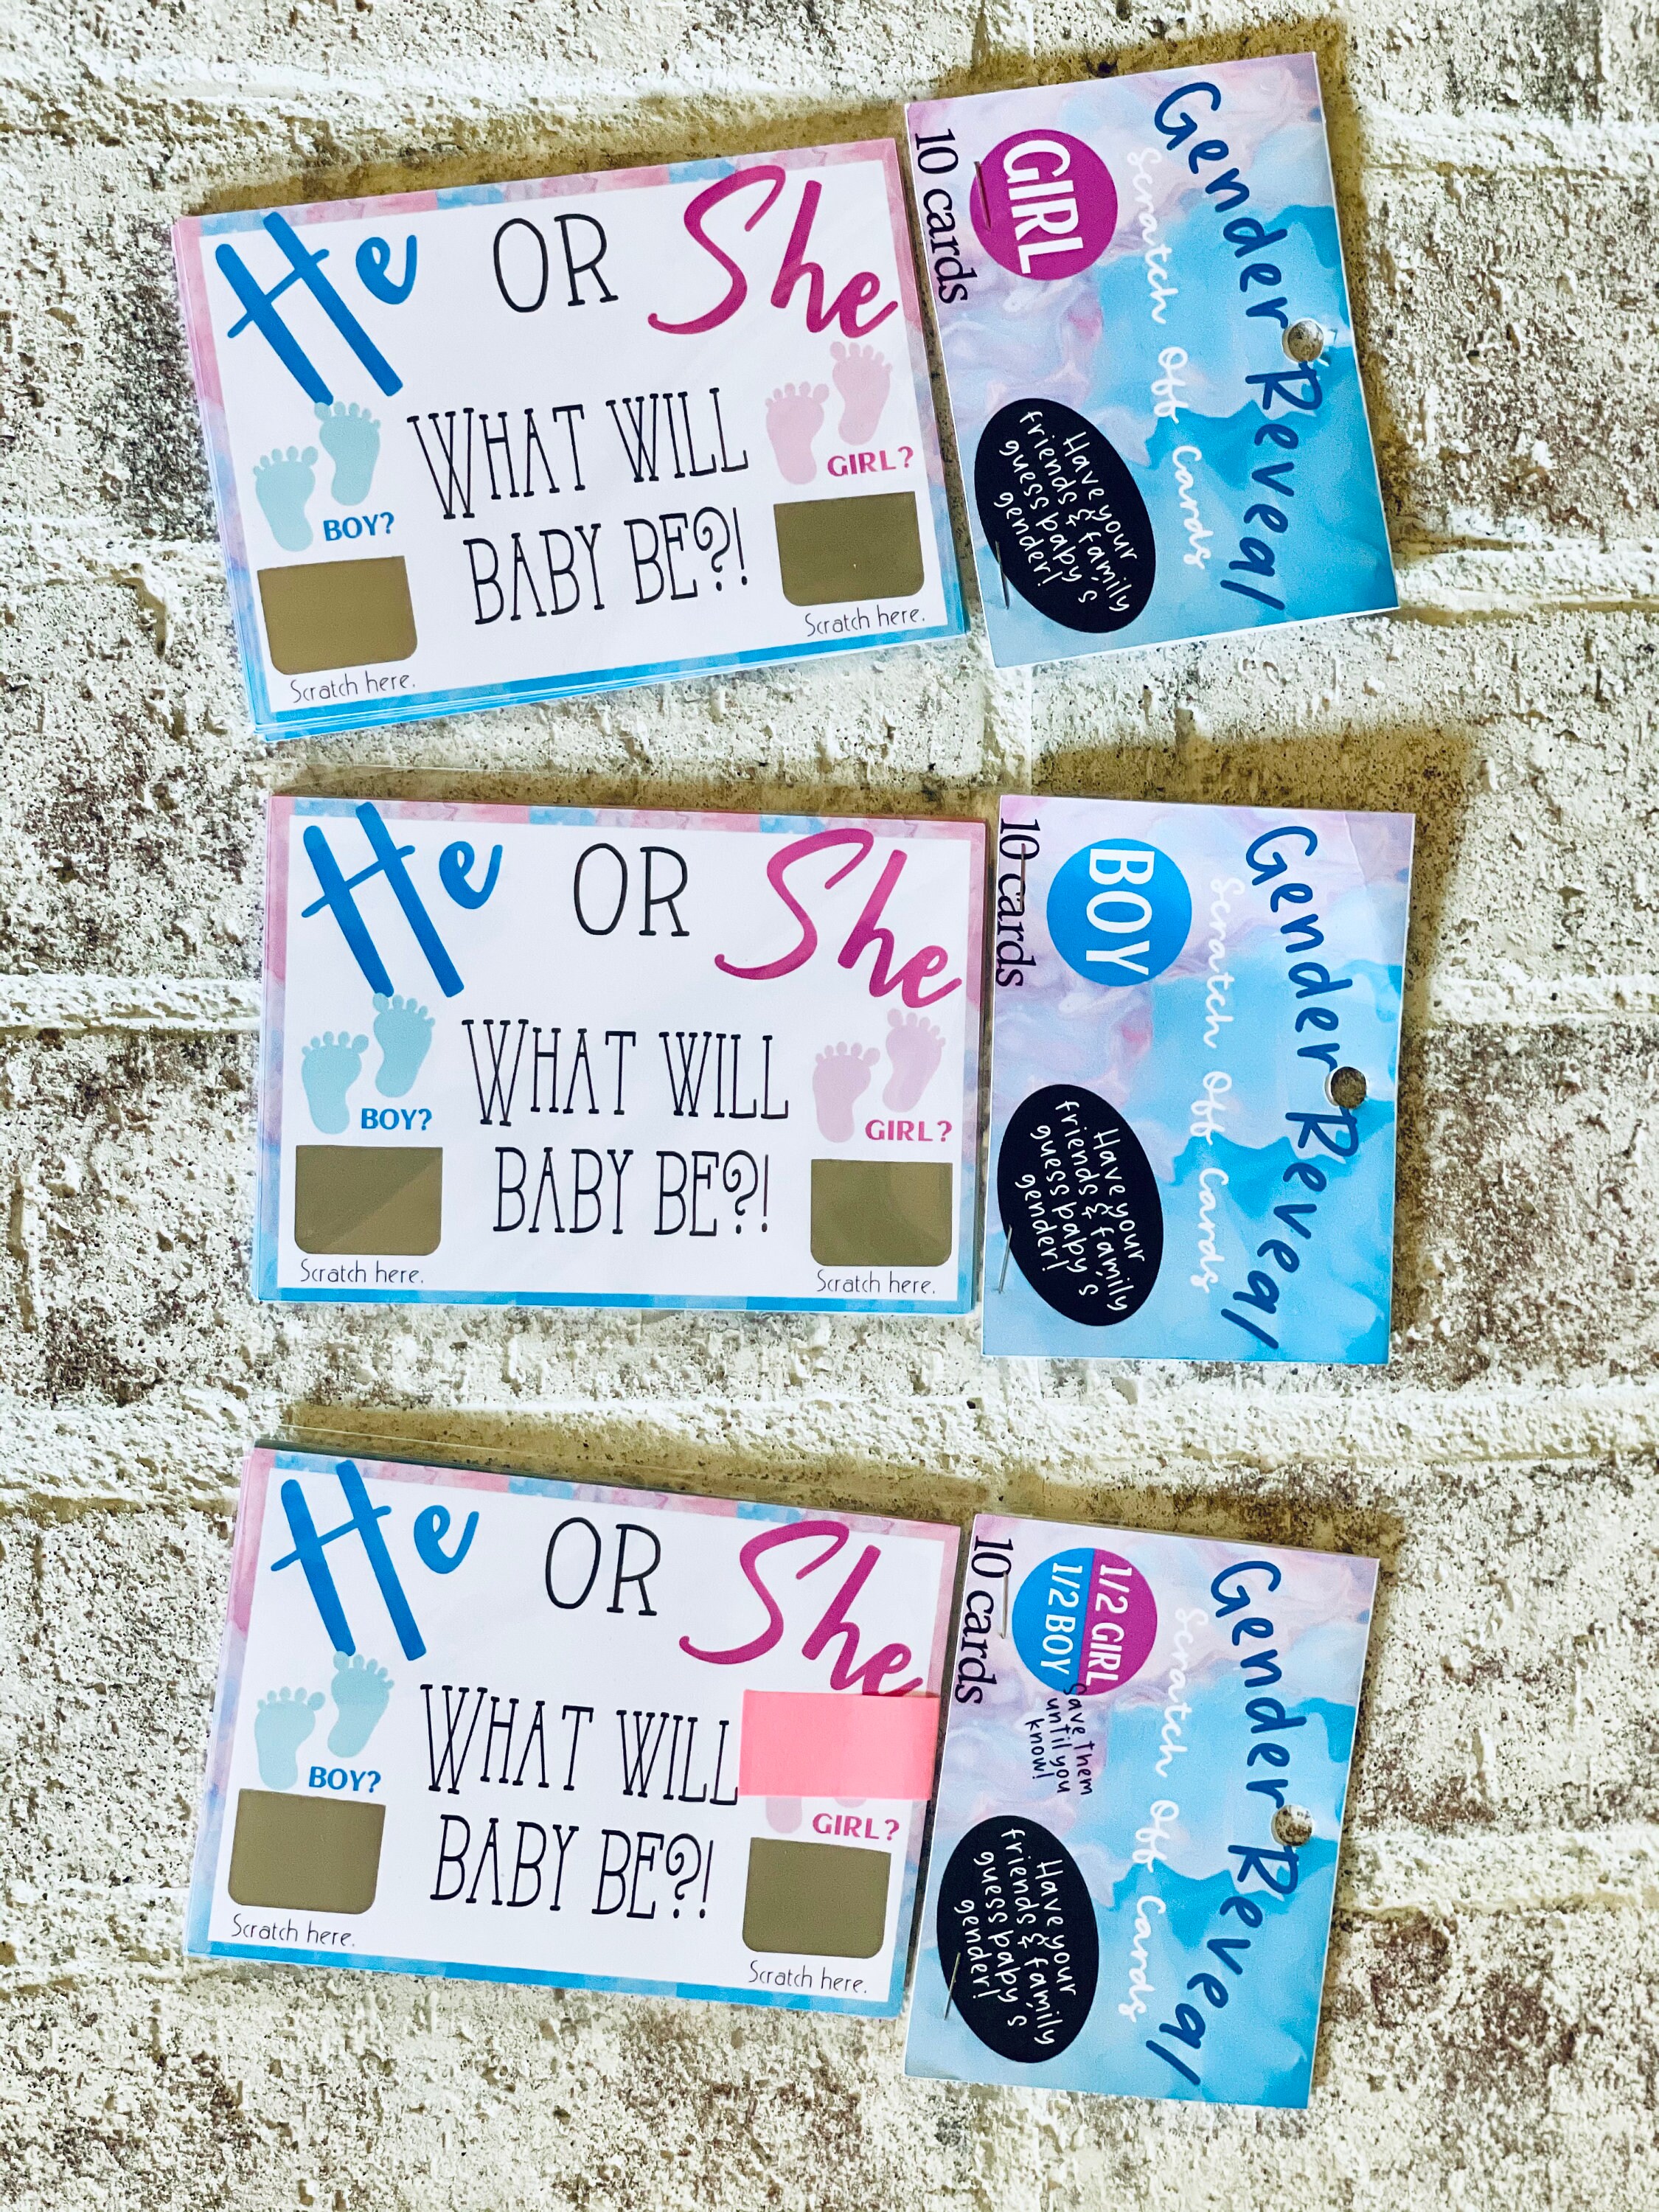 He OR She
WHAT WILL
BABY BE?!
BOY?
GIRL?
Scratch here.
Scratch here.
Gender Reveal
Scratch Off Cards
GIRL
10 cards
Have your
friends & family
guess baby's
gender!
He OR She
WHAT WILL
BABY BE?!
BOY?
GIRL?
Scratch here.
Scratch here.
Gender Reveal
Scratch Off Cards
BOY
10 cards
Have your
friends & family
guess baby's
gender!
He OR She
WHAT WILL
BABY BE?!
BOY?
GIRL?
Scratch here.
Scratch here.
Gender Reveal
Scratch Off Cards
1/2 GIRL
1/2 BOY
Save them
until you
know!
10 cards
Have your
friends & family
guess baby's
gender!